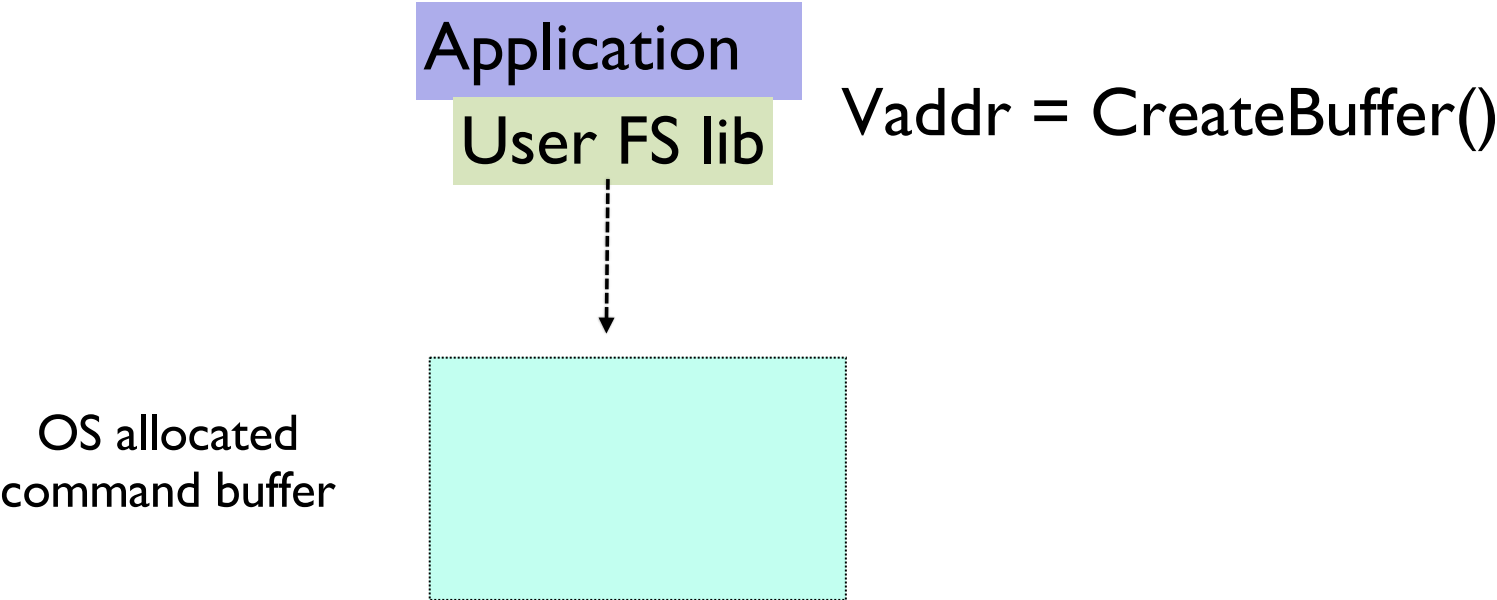 Application
User FS lib
Vaddr = CreateBuffer()
OS allocated
command buffer